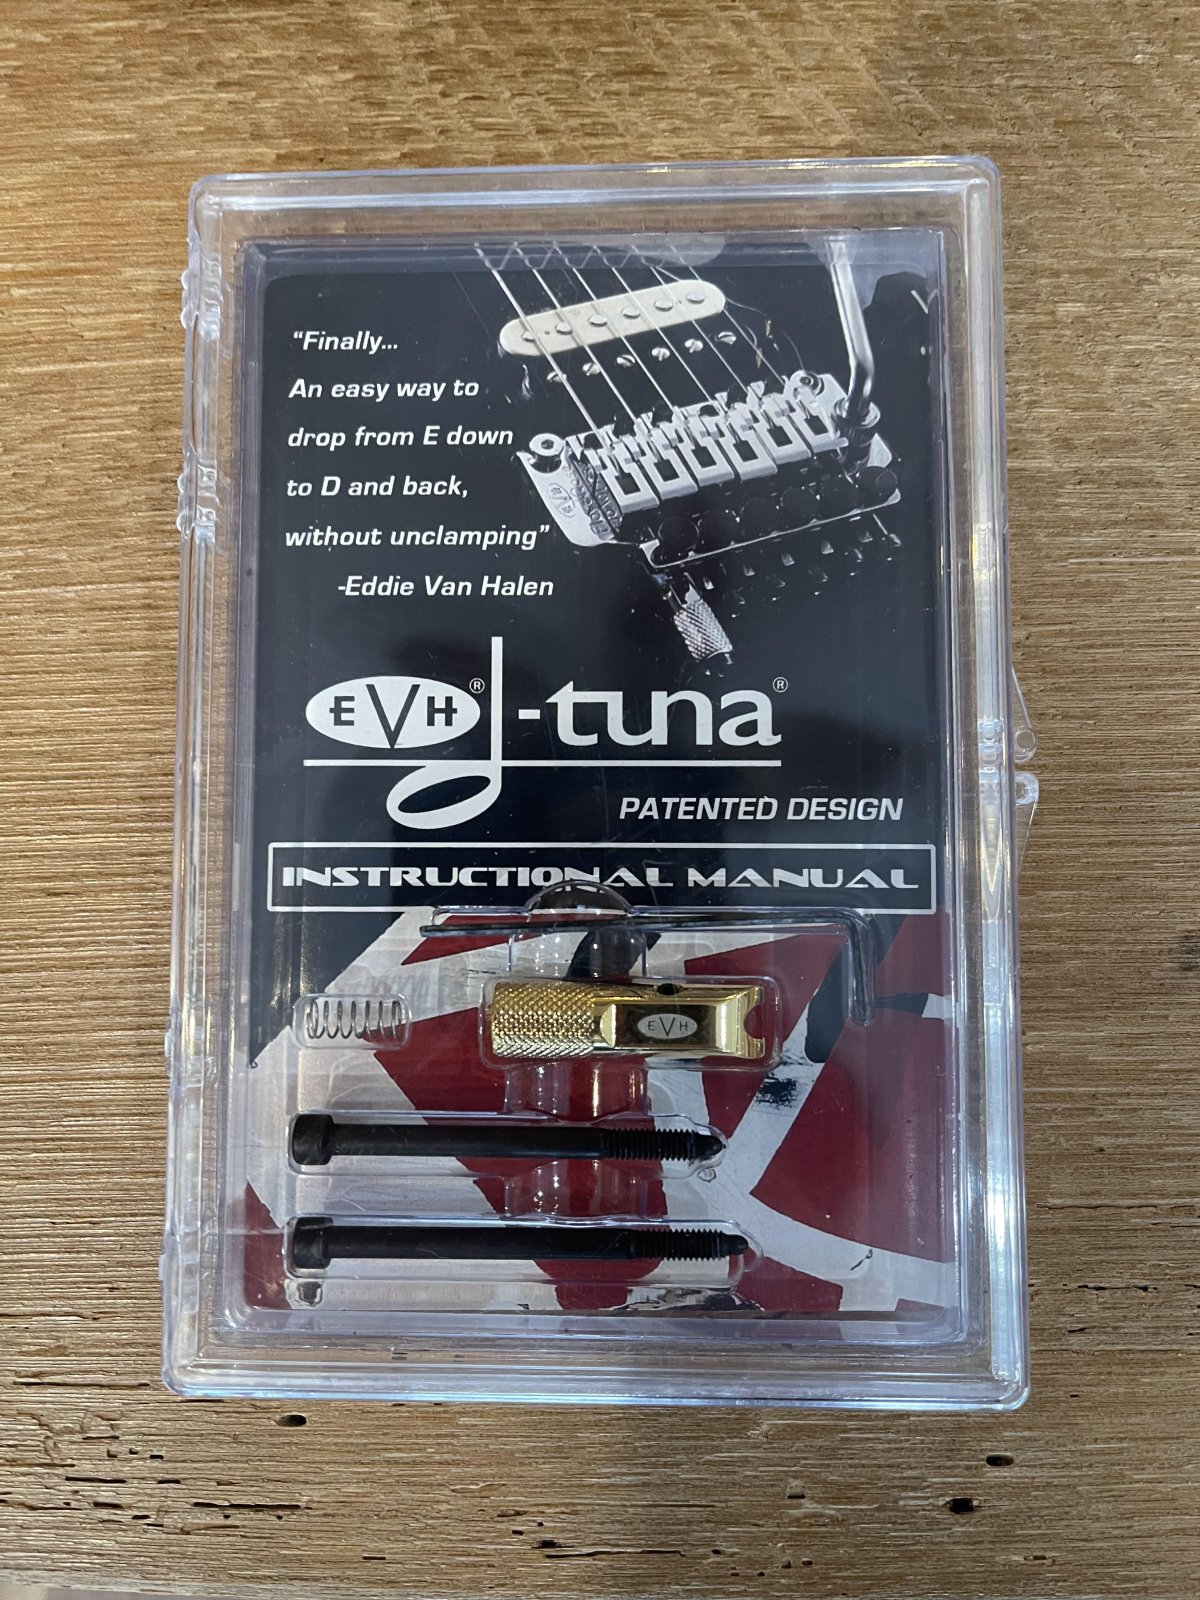 “Finally...
An easy way to
drop from E down
to D and back,
without unclamping”
-Eddie Van Halen
EVH® -tuna®
PATENTED DESIGN
INSTRUCTIONAL MANUAL
EVH